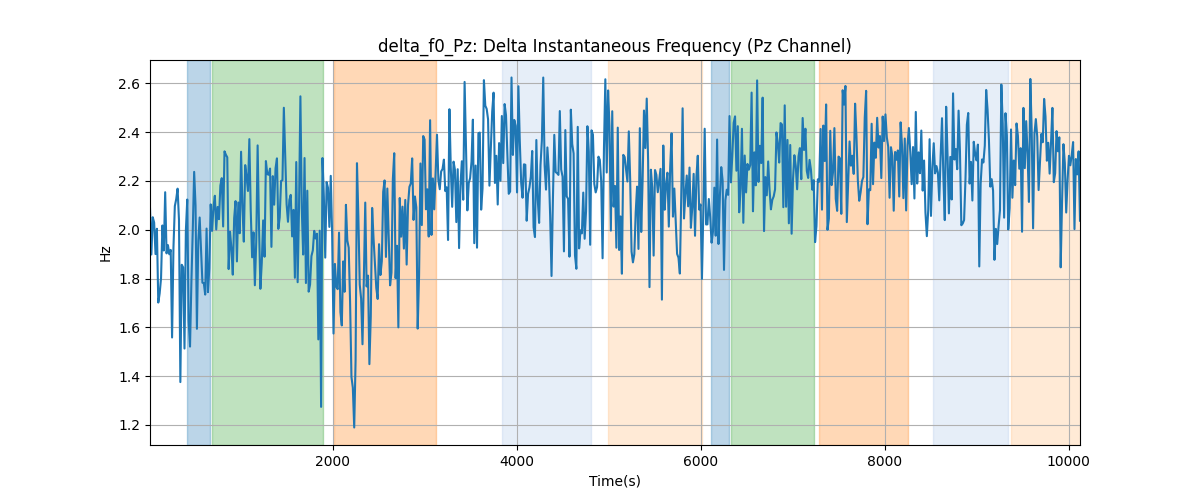 delta_f0_Pz: Delta Instantaneous Frequency (Pz Channel)
2.6
2.4
2.2
2.0
1.8
1.6
1.4
1.2
Hz
2000 4000 6000 8000 10000
Time(s)